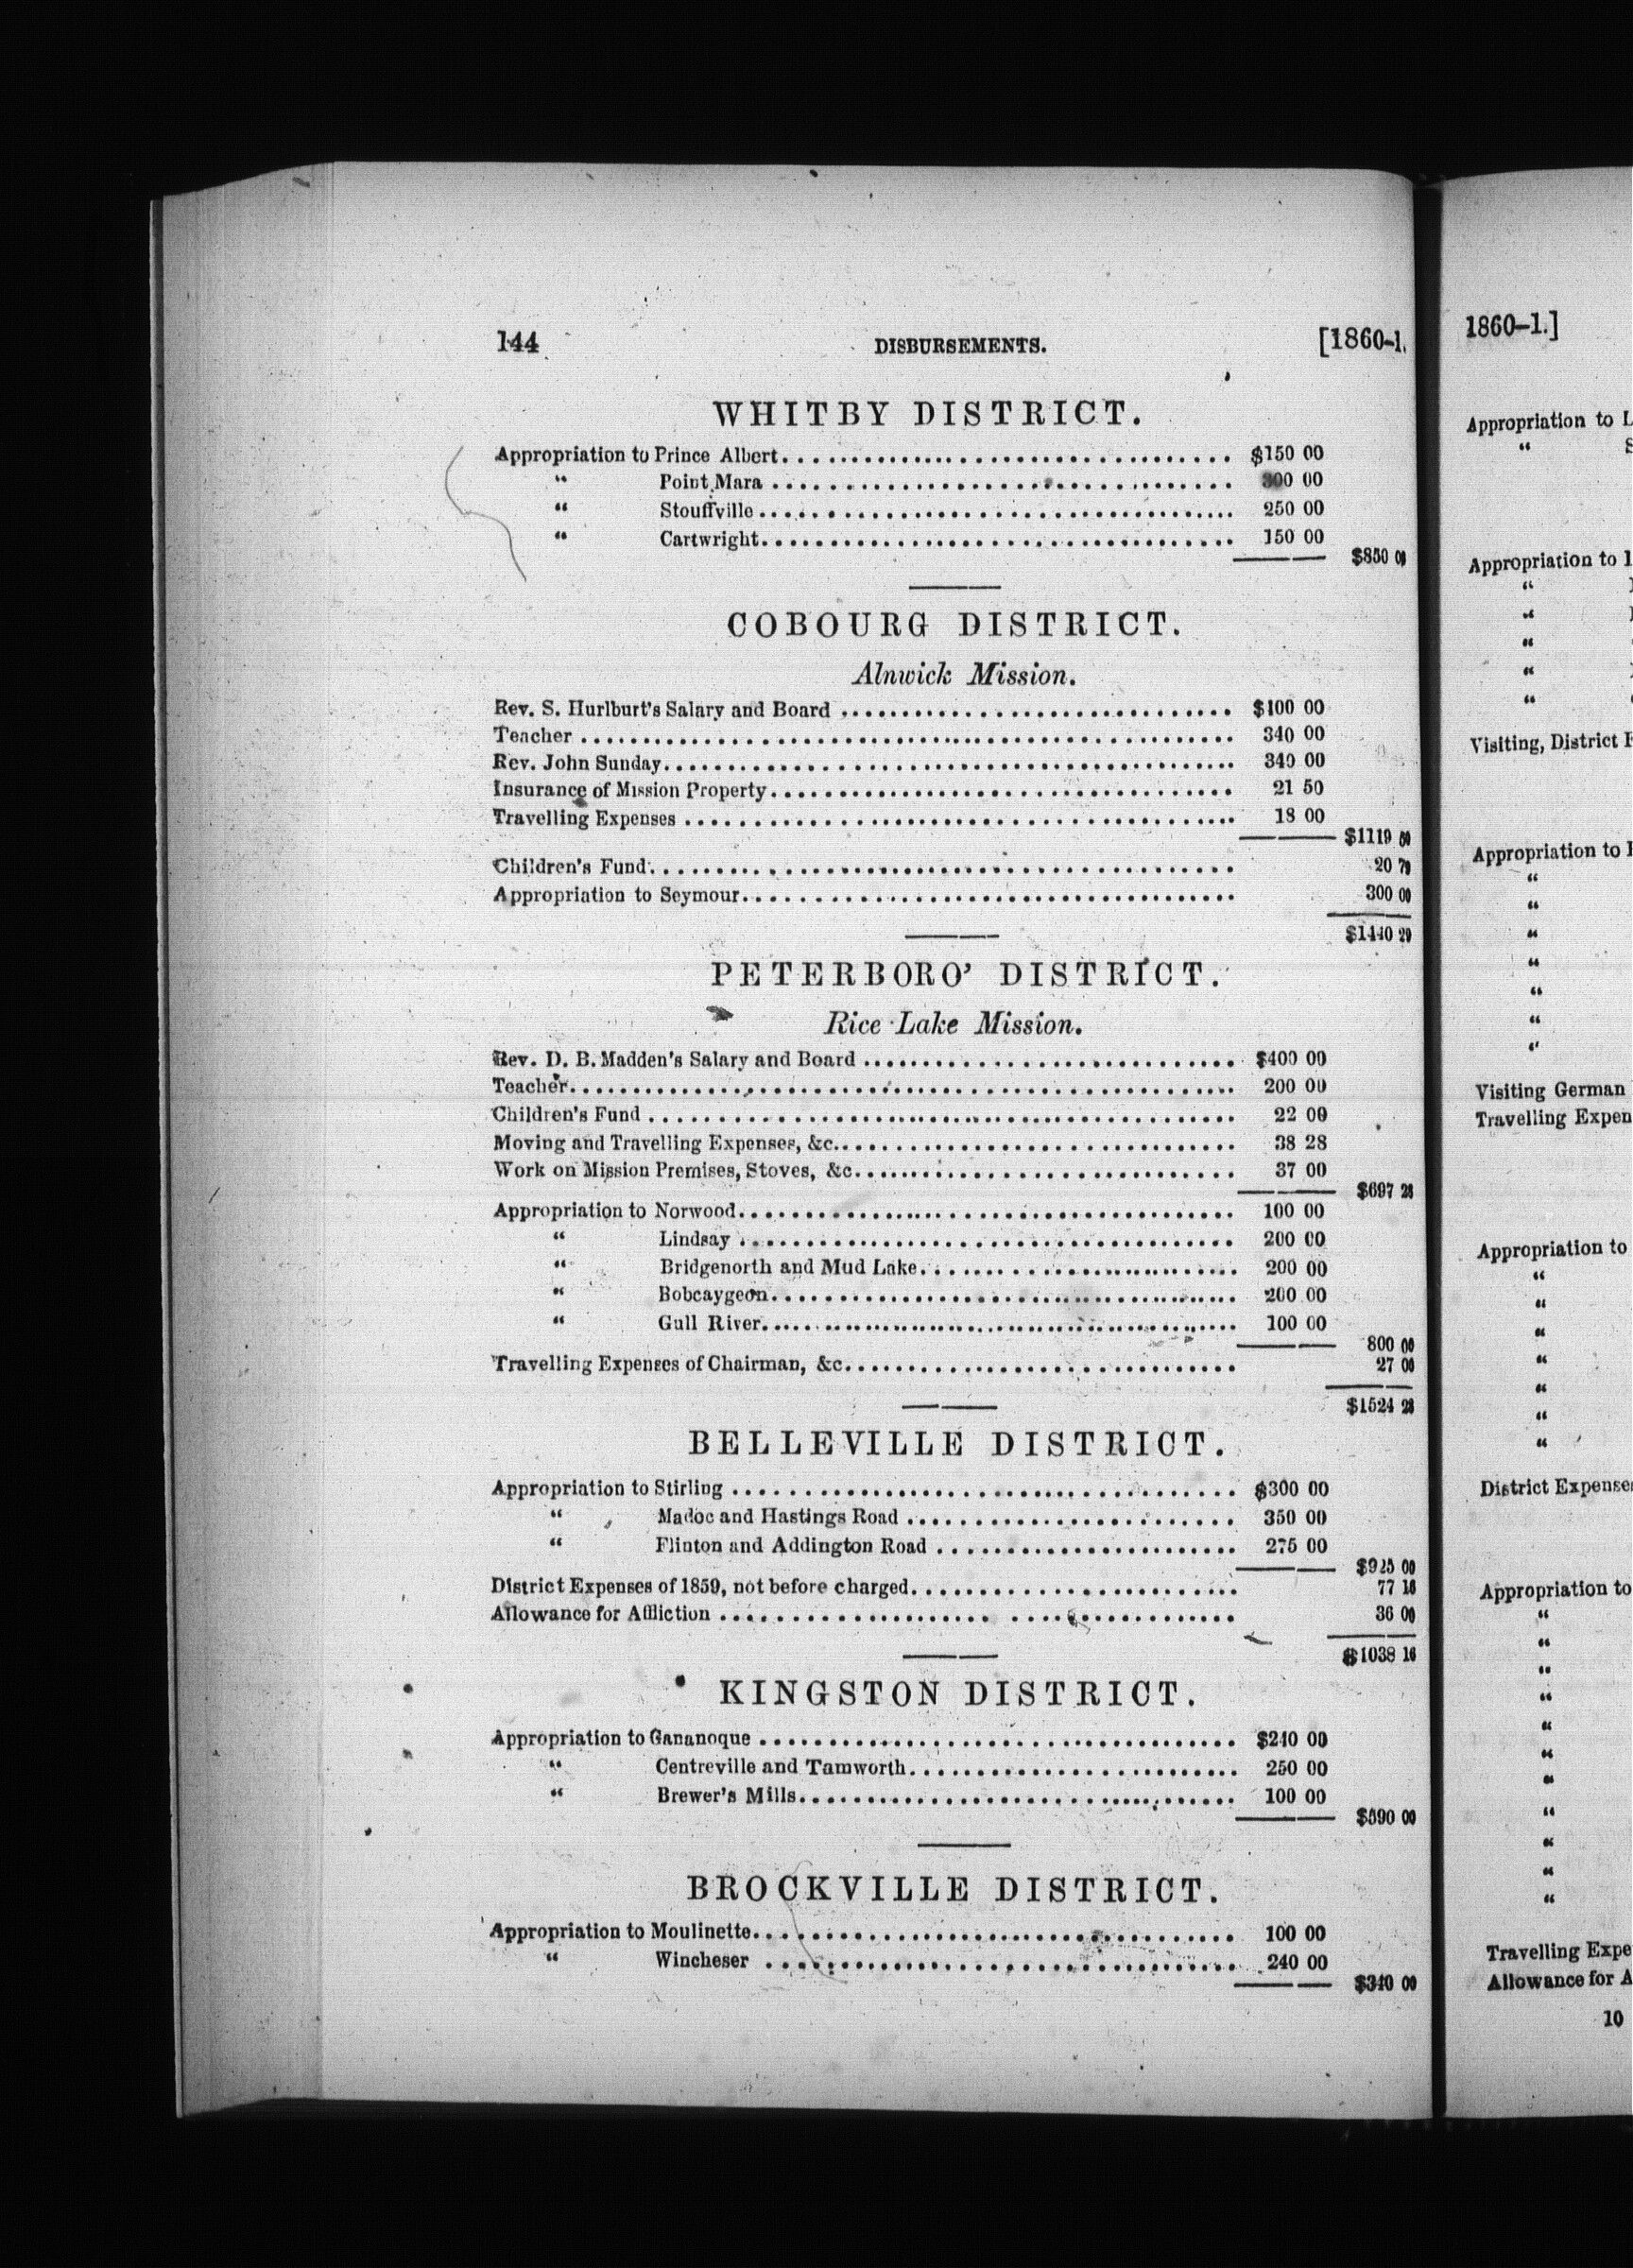 144 DISBURSEMENTS. [1860-1.
WHITBY DISTRICT.
Appropriation to Prince Albert. $150 00
" Point Mara 300 00
" Stouffville 250 00
" Cartwright. 150 00
$850 00
COBOURG DISTRICT.
Alnwick Mission.
Rev. S. Hurlburt's Salary and Board $400 00
Teacher 340 00
Rev. John Sunday. 340 00
Insurance of Mission Property. 21 50
Travelling Expenses 18 00
$1119 50
Children's Fund. 20 79
Appropriation to Seymour. 300 00
$1440 29
PETERBORO' DISTRICT.
Rice Lake Mission.
Rev. D. B. Madden's Salary and Board $400 00
Teacher. 200 00
Children's Fund 22 00
Moving and Travelling Expenses, &c. 38 28
Work on Mission Premises, Stoves, &c. 37 00
$697 28
Appropriation to Norwood. 100 00
" Lindsay 200 00
" Bridgenorth and Mud Lake. 200 00
" Bobcaygeon. 200 00
" Gull River. 100 00
800 00
Travelling Expenses of Chairman, &c. 27 00
$1524 28
BELLEVILLE DISTRICT.
Appropriation to Stirling $300 00
" Madoc and Hastings Road 350 00
" Flinton and Addington Road 275 00
$925 00
District Expenses of 1859, not before charged. 77 16
Allowance for Affliction 36 00
$1038 16
KINGSTON DISTRICT.
Appropriation to Gananoque $240 00
" Centreville and Tamworth. 250 00
" Brewer's Mills. 100 00
$590 00
BROCKVILLE DISTRICT.
Appropriation to Moulinette. 100 00
" Wincheser 240 00
$340 00
1860-1.]
Appropriation to
"
Appropriation to
"
"
"
"
"
Visiting, District
Appropriation to
"
"
"
"
"
"
"
Visiting German
Travelling
Appropriation to
"
"
"
"
"
"
"
District
Appropriation to
"
"
"
"
"
"
"
"
"
"
"
Travelling
Allowance for
10